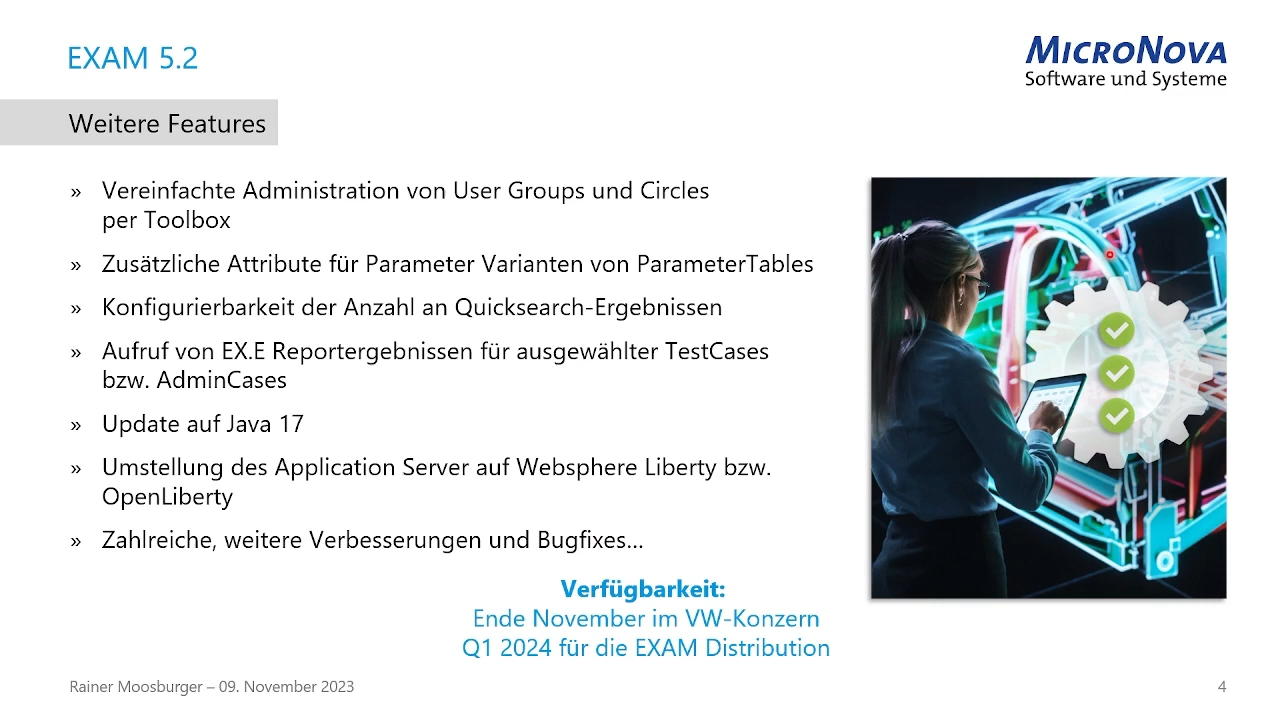 EXAM 5.2
MICRONOVA
Software und Systeme
Weitere Features
» Vereinfachte Administration von User Groups und Circles
per Toolbox
» Zusätzliche Attribute für Parameter Varianten von ParameterTables
» Konfigurierbarkeit der Anzahl an Quicksearch-Ergebnissen
» Aufruf von EX.E Reportergebnissen für ausgewählter TestCases
bzw. AdminCases
» Update auf Java 17
» Umstellung des Application Server auf Websphere Liberty bzw.
OpenLiberty
» Zahlreiche, weitere Verbesserungen und Bugfixes...
Verfügbarkeit:
Ende November im VW-Konzern
Q1 2024 für die EXAM Distribution
Rainer Moosburger – 09. November 2023
4